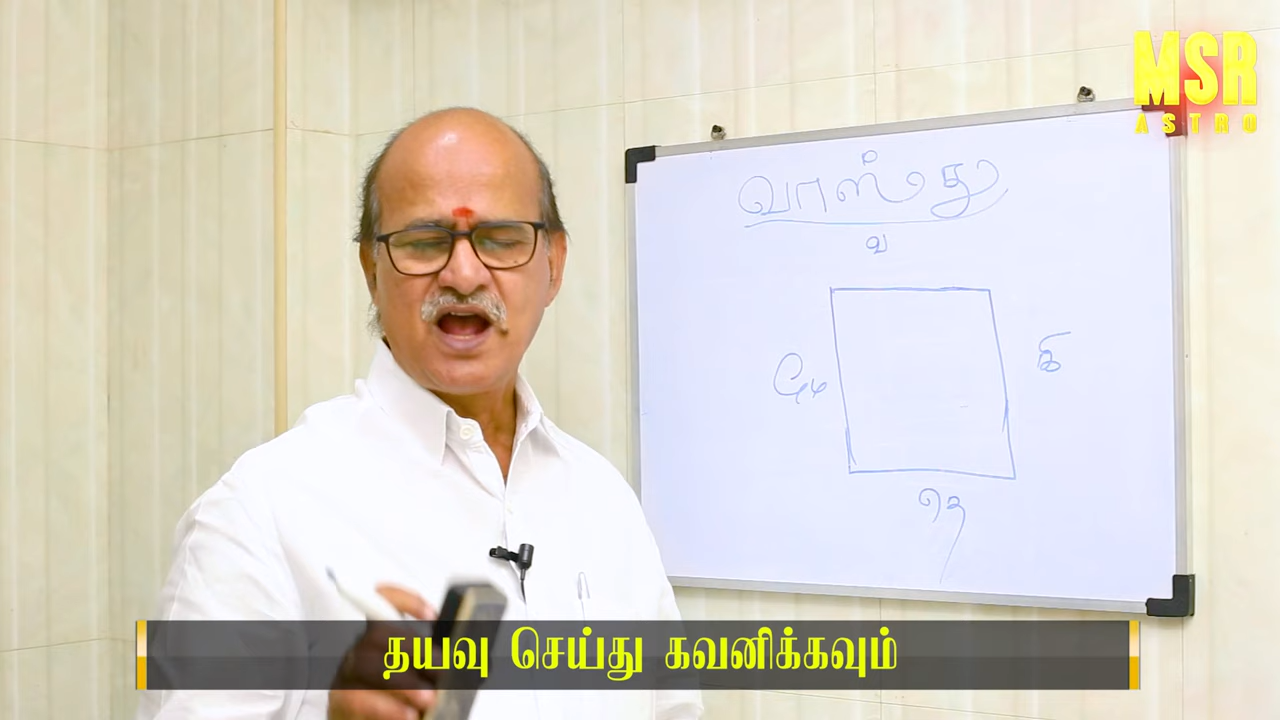 MSR
ASTRO
வாஸ்து
வ
மே
கி
தெ
தயவு செய்து கவனிக்கவும்